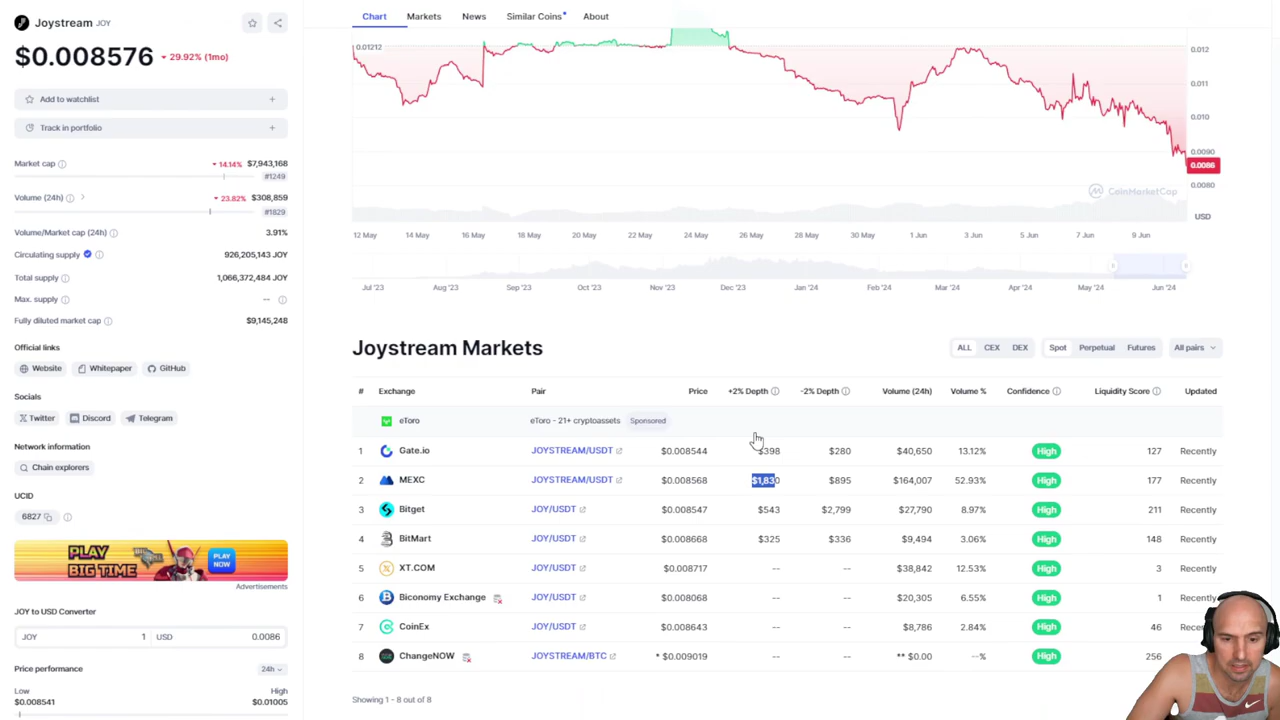 Joystream JOY
$0.008576 29.92% (1mo)
Add to watchlist +
Track in portfolio +
Market cap 14.14% $7,943,168
#1249
Volume (24h) 23.82% $308,859
#1829
Volume/Market cap (24h) 3.91%
Circulating supply 926,205,143 JOY
Total supply 1,066,372,484 JOY
Max. supply --
Fully diluted market cap $9,145,248
Official links
Website Whitepaper GitHub
Socials
Twitter Discord Telegram
Network information
Chain explorers
UCID
6827
PLAY BIG TIME PLAY NOW
Advertisements
JOY to USD Converter
JOY 1 USD 0.0086
Price performance 24h
Low High
$0.008541 $0.01005
Chart Markets News Similar Coins About
0.01212
0.012
0.011
0.010
0.0090
0.0086
0.0080
CoinMarketCap
USD
12 May 14 May 16 May 18 May 20 May 22 May 24 May 26 May 28 May 30 May 1 Jun 3 Jun 5 Jun 7 Jun 9 Jun
Jul '23 Aug '23 Sep '23 Oct '23 Nov '23 Dec '23 Jan '24 Feb '24 Mar '24 Apr '24 May '24 Jun '24
Joystream Markets
ALL CEX DEX Spot Perpetual Futures All pairs
# Exchange Pair Price +2% Depth -2% Depth Volume (24h) Volume % Confidence Liquidity Score Updated
eToro eToro - 21+ cryptoassets Sponsored
1 Gate.io JOYSTREAM/USDT $0.008544 $398 $280 $40,650 13.12% High 127 Recently
2 MEXC JOYSTREAM/USDT $0.008568 $1,830 $895 $164,007 52.93% High 177 Recently
3 Bitget JOY/USDT $0.008547 $543 $2,799 $27,790 8.97% High 211 Recently
4 BitMart JOY/USDT $0.008668 $325 $336 $9,494 3.06% High 148 Recently
5 XT.COM JOY/USDT $0.008717 -- -- $38,842 12.53% High 3 Recently
6 Biconomy Exchange JOY/USDT $0.008068 -- -- $20,305 6.55% High 1 Recently
7 CoinEx JOY/USDT $0.008643 -- -- $8,786 2.84% High 46
8 ChangeNOW JOYSTREAM/BTC * $0.009019 -- -- ** $0.00 --% High 256
Showing 1 - 8 out of 8